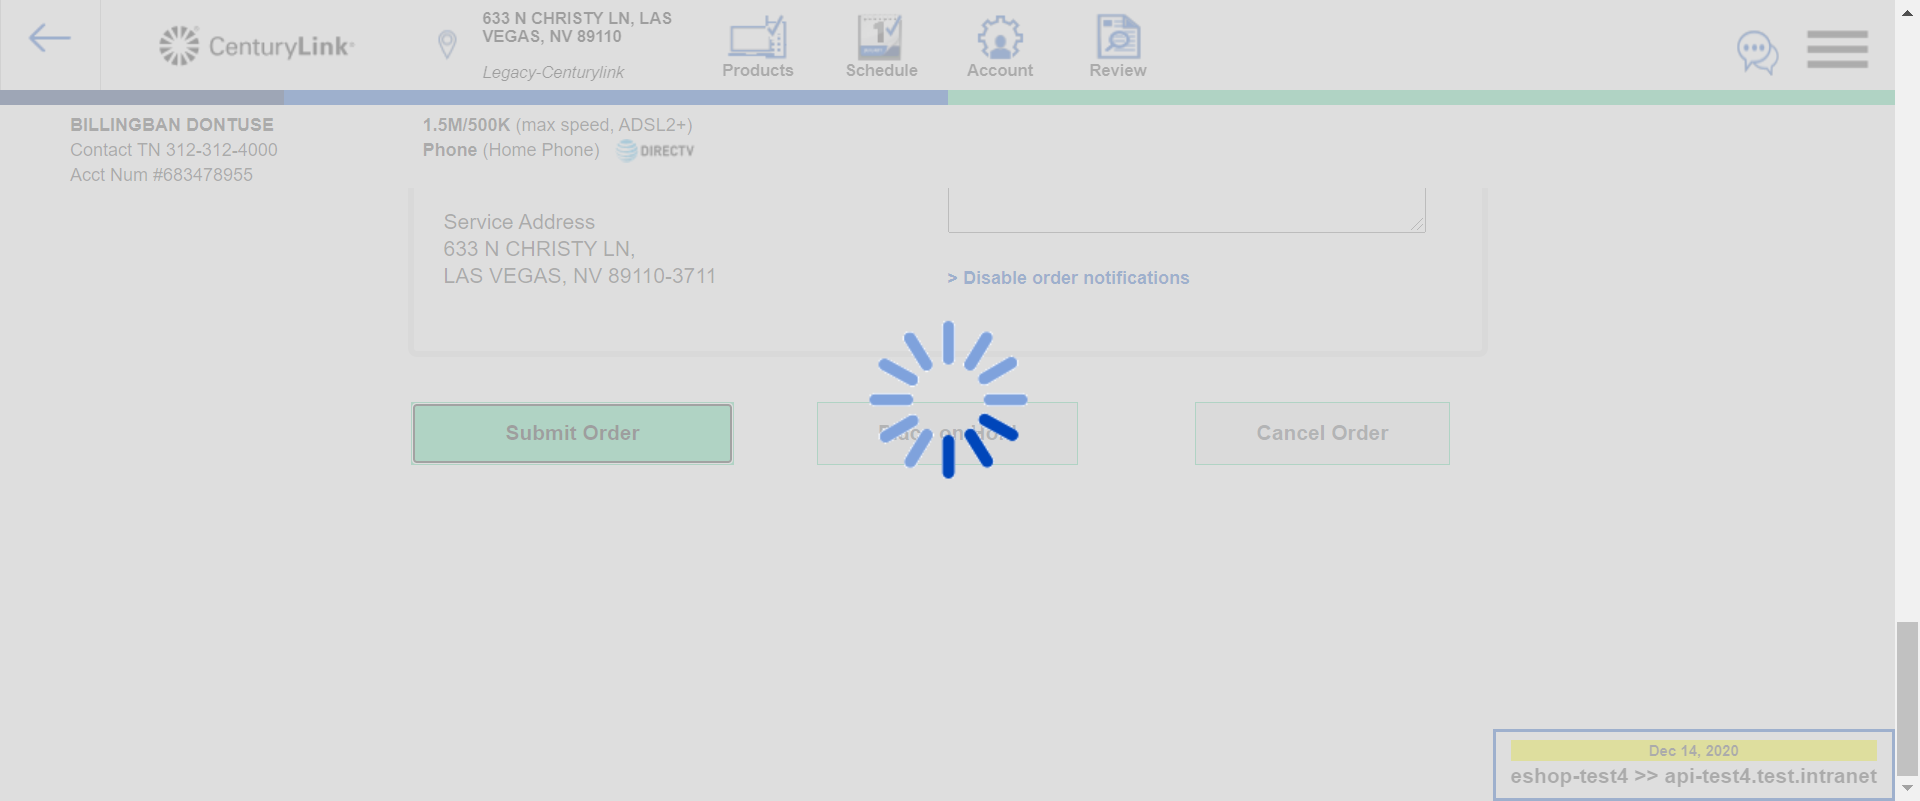 CenturyLink®
633 N CHRISTY LN, LAS
VEGAS, NV 89110
Legacy-Centurylink
Products
Schedule
Account
Review
BILLINGBAN DONTUSE
Contact TN 312-312-4000
Acct Num #683478955
1.5M/500K (max speed, ADSL2+)
Phone (Home Phone) DIRECTV
Service Address
633 N CHRISTY LN,
LAS VEGAS, NV 89110-3711
> Disable order notifications
Submit Order
Place on Hold
Cancel Order
Dec 14, 2020
eshop-test4 >> api-test4.test.intranet